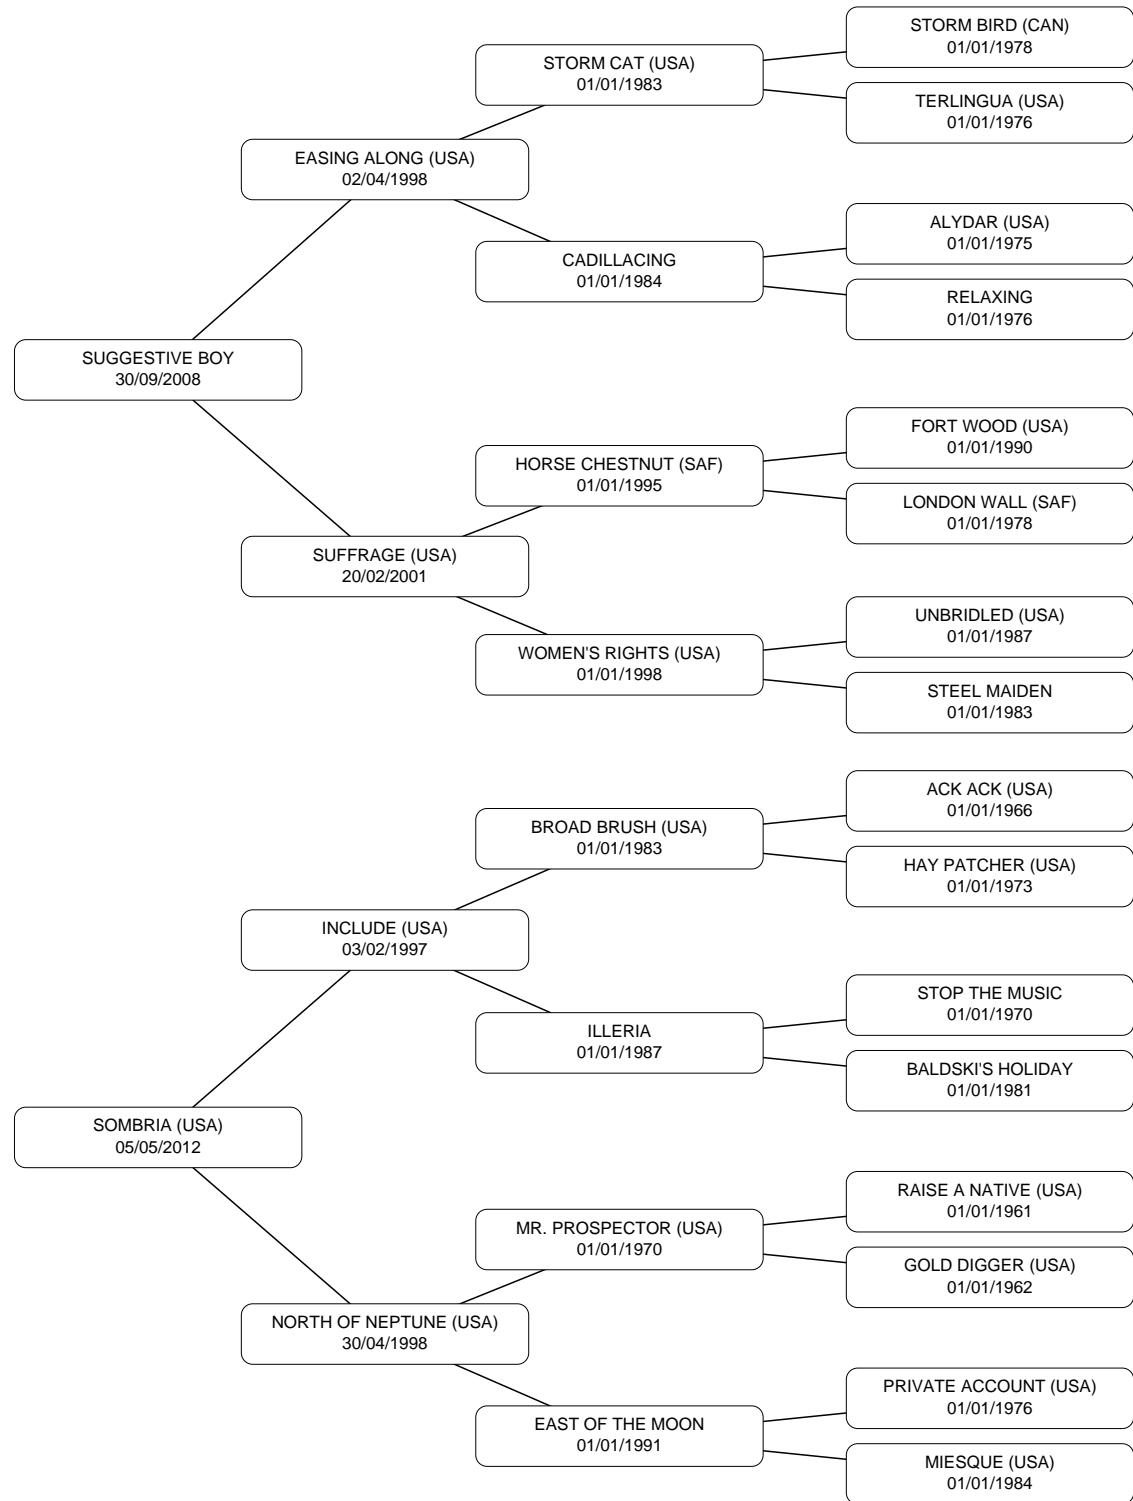 STORM BIRD (CAN)
01/01/1978
STORM CAT (USA)
01/01/1983
TERLINGUA (USA)
01/01/1976
EASING ALONG (USA)
02/04/1998
ALYDAR (USA)
01/01/1975
CADILLACING
01/01/1984
RELAXING
01/01/1976
SUGGESTIVE BOY
30/09/2008
FORT WOOD (USA)
01/01/1990
HORSE CHESTNUT (SAF)
01/01/1995
LONDON WALL (SAF)
01/01/1978
SUFFRAGE (USA)
20/02/2001
UNBRIDLED (USA)
01/01/1987
WOMEN'S RIGHTS (USA)
01/01/1998
STEEL MAIDEN
01/01/1983
ACK ACK (USA)
01/01/1966
BROAD BRUSH (USA)
01/01/1983
HAY PATCHER (USA)
01/01/1973
INCLUDE (USA)
03/02/1997
STOP THE MUSIC
01/01/1970
ILLERIA
01/01/1987
BALDSKI'S HOLIDAY
01/01/1981
SOMBRIA (USA)
05/05/2012
RAISE A NATIVE (USA)
01/01/1961
MR. PROSPECTOR (USA)
01/01/1970
GOLD DIGGER (USA)
01/01/1962
NORTH OF NEPTUNE (USA)
30/04/1998
PRIVATE ACCOUNT (USA)
01/01/1976
EAST OF THE MOON
01/01/1991
MIESQUE (USA)
01/01/1984